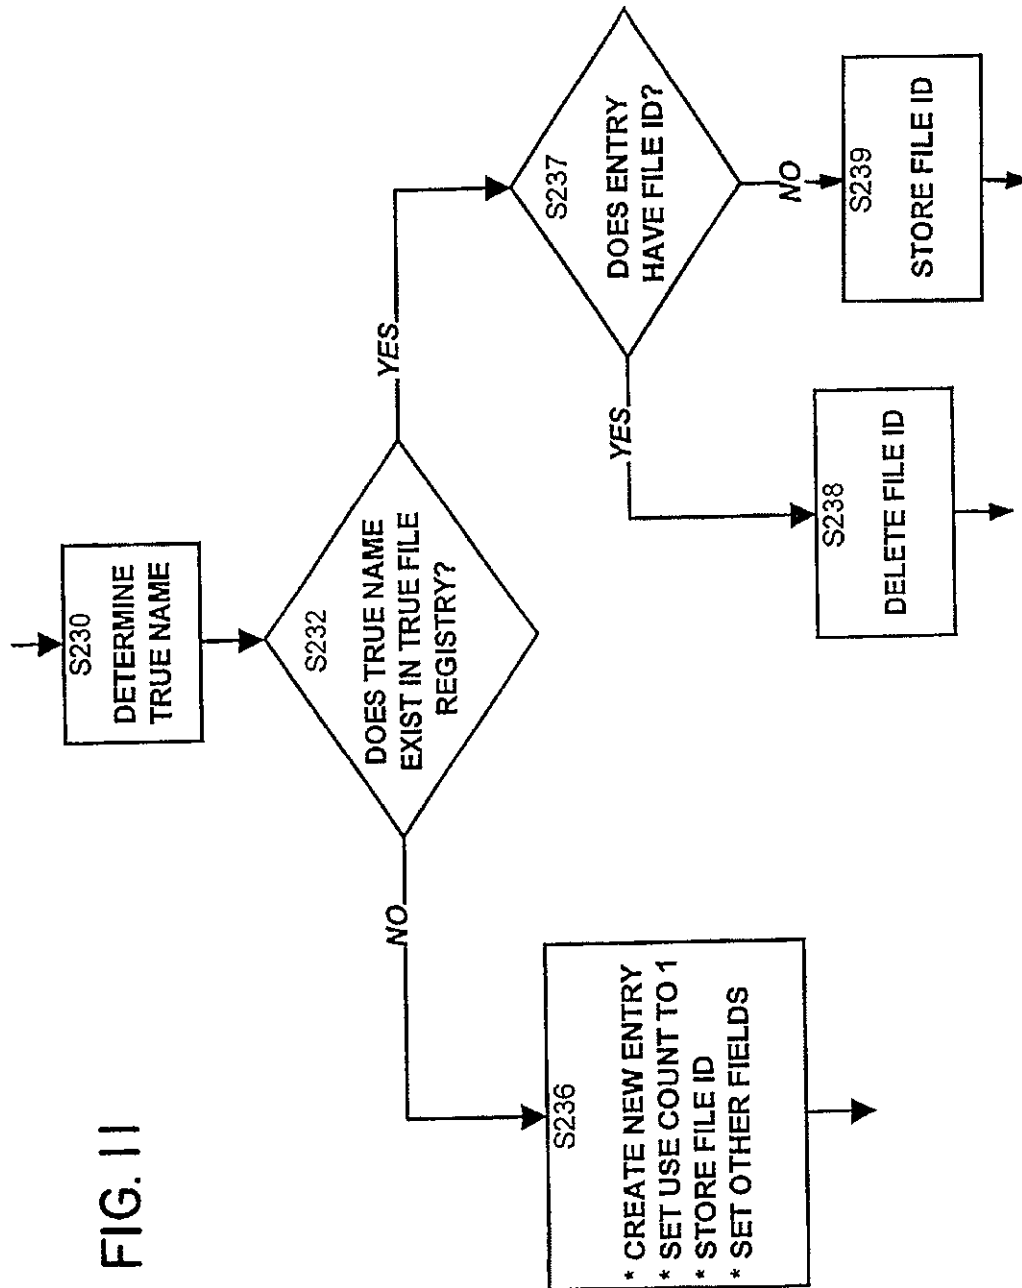 FIG. 11
S230
DETERMINE
TRUE NAME
S232
DOES TRUE NAME
EXIST IN TRUE FILE
REGISTRY?
NO
YES
S236
* CREATE NEW ENTRY
* SET USE COUNT TO 1
* STORE FILE ID
* SET OTHER FIELDS
S237
DOES ENTRY
HAVE FILE ID?
YES
NO
S238
DELETE FILE ID
S239
STORE FILE ID